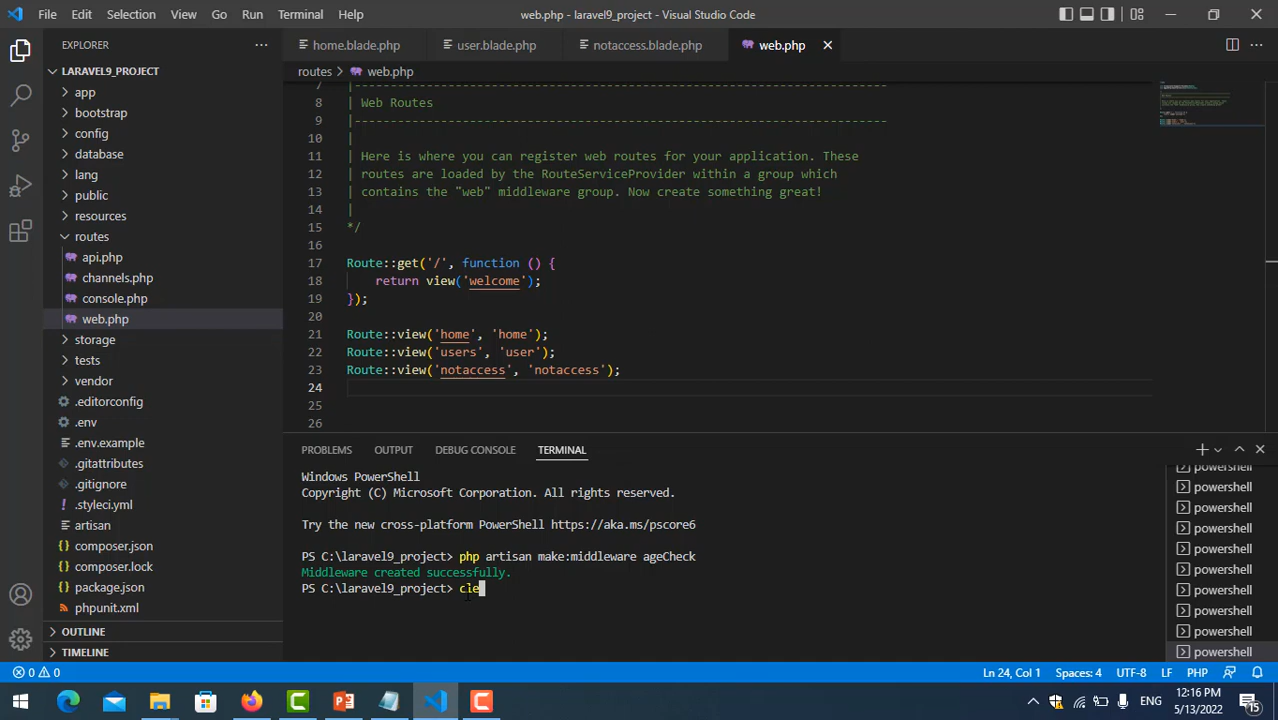 File Edit Selection View Go Run Terminal Help
web.php - laravel9_project - Visual Studio Code
EXPLORER
LARAVEL9_PROJECT
app
bootstrap
config
database
lang
public
resources
routes
api.php
channels.php
console.php
web.php
storage
tests
vendor
.editorconfig
.env
.env.example
.gitattributes
.gitignore
.styleci.yml
artisan
composer.json
composer.lock
package.json
phpunit.xml
OUTLINE
TIMELINE
home.blade.php user.blade.php notaccess.blade.php web.php
routes > web.php
7 |--------------------------------------------------------------------------
8 | Web Routes
9 |--------------------------------------------------------------------------
10 |
11 | Here is where you can register web routes for your application. These
12 | routes are loaded by the RouteServiceProvider within a group which
13 | contains the "web" middleware group. Now create something great!
14 |
15 */
16
17 Route::get('/', function () {
18 return view('welcome');
19 });
20
21 Route::view('home', 'home');
22 Route::view('users', 'user');
23 Route::view('notaccess', 'notaccess');
24
25
26
PROBLEMS OUTPUT DEBUG CONSOLE TERMINAL
Windows PowerShell
Copyright (C) Microsoft Corporation. All rights reserved.
Try the new cross-platform PowerShell https://aka.ms/pscore6
PS C:\laravel9_project> php artisan make:middleware ageCheck
Middleware created successfully.
PS C:\laravel9_project> cle
powershell
powershell
powershell
powershell
powershell
powershell
powershell
powershell
powershell
powershell
0 0
Ln 24, Col 1 Spaces: 4 UTF-8 LF PHP
ENG
12:16 PM
5/13/2022
15